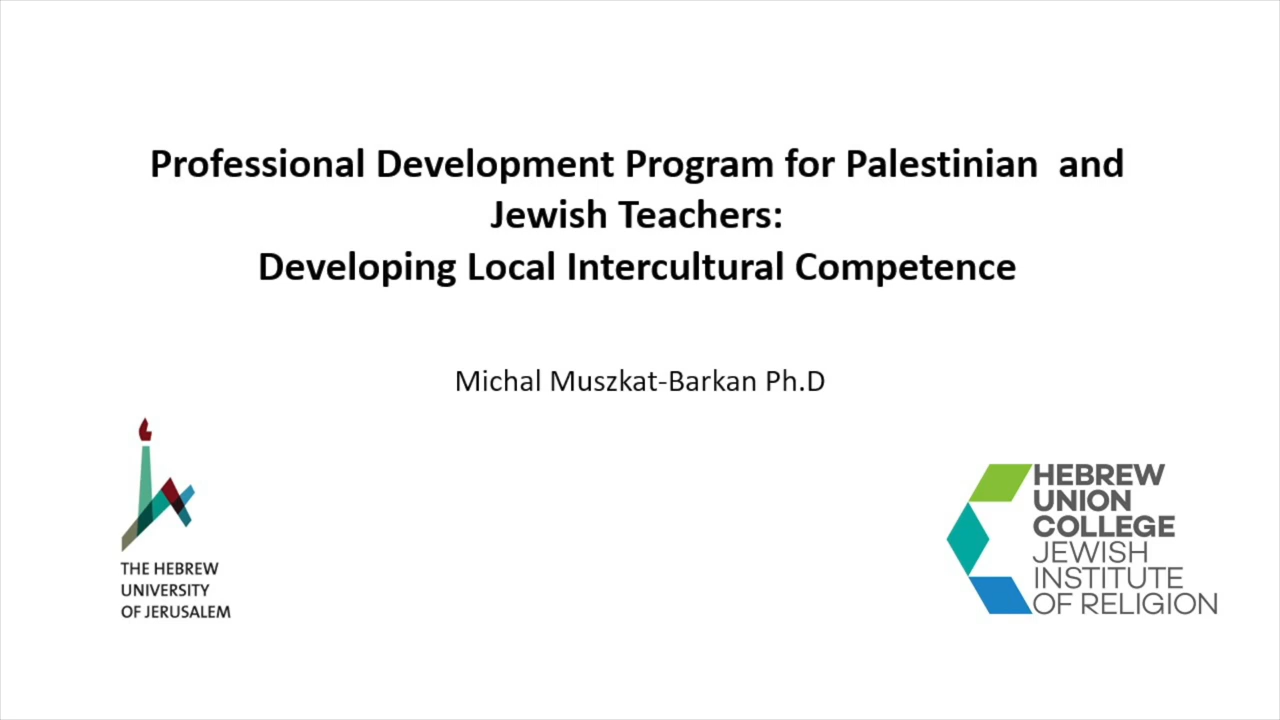 Professional Development Program for Palestinian  and
Jewish Teachers:
Developing Local Intercultural Competence
Michal Muszkat-Barkan Ph.D
THE HEBREW
UNIVERSITY
OF JERUSALEM
HEBREW
UNION
COLLEGE
JEWISH
INSTITUTE
OF RELIGION